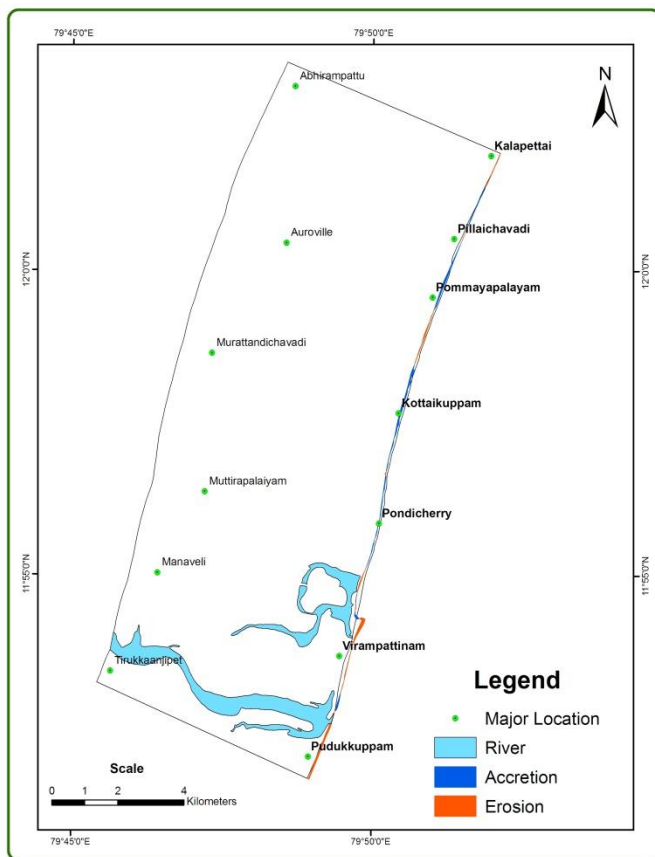 79°45'0"E
79°50'0"E
Abhirampattu
N
Kalapettai
Auroville
Pillaichavadi
12°0'0"N
12°0'0"N
Pommayapalayam
Murattandichavadi
Kottaikuppam
Muttirapalaiyam
Pondicherry
Manaveli
11°55'0"N
11°55'0"N
Virampattinam
Tirukkaanjipet
Legend
Major Location
River
Accretion
Erosion
Pudukkuppam
Scale
0 1 2 4
Kilometers
79°45'0"E
79°50'0"E